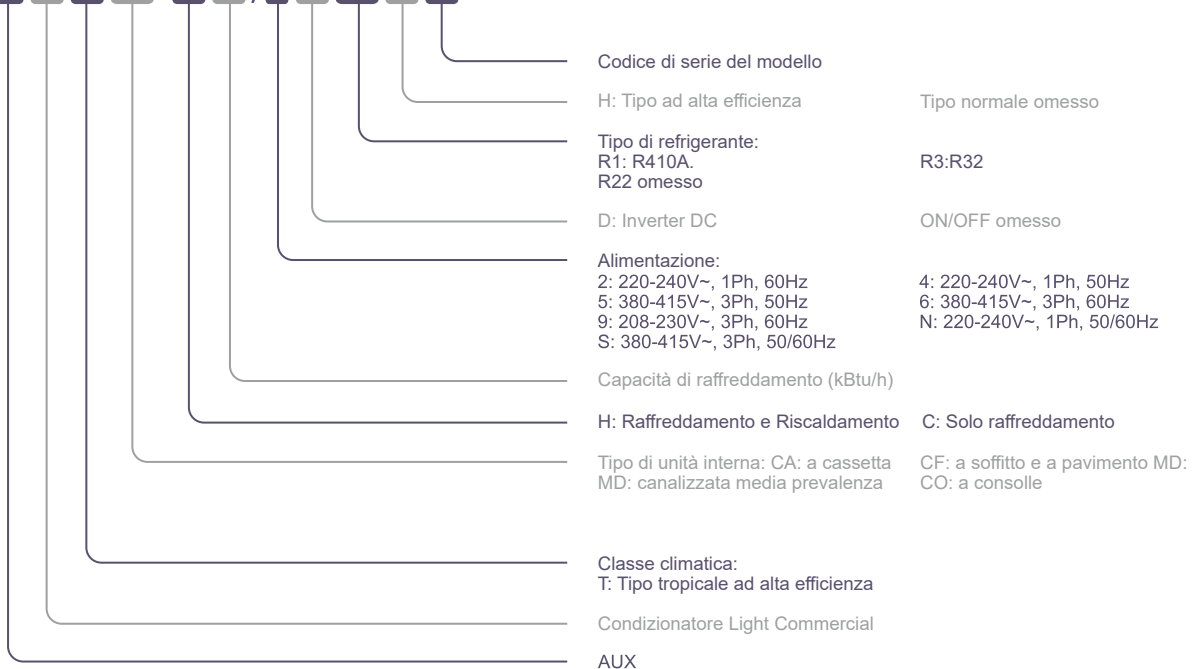 Codice di serie del modello
H: Tipo ad alta efficienza Tipo normale omesso
Tipo di refrigerante:
R1: R410A. R3:R32
R22 omesso
D: Inverter DC ON/OFF omesso
Alimentazione:
2: 220-240V~, 1Ph, 60Hz 4: 220-240V~, 1Ph, 50Hz
5: 380-415V~, 3Ph, 50Hz 6: 380-415V~, 3Ph, 60Hz
9: 208-230V~, 3Ph, 60Hz N: 220-240V~, 1Ph, 50/60Hz
S: 380-415V~, 3Ph, 50/60Hz
Capacità di raffreddamento (kBtu/h)
H: Raffreddamento e Riscaldamento C: Solo raffreddamento
Tipo di unità interna: CA: a cassetta CF: a soffitto e a pavimento MD:
MD: canalizzata media prevalenza CO: a consolle
Classe climatica:
T: Tipo tropicale ad alta efficienza
Condizionatore Light Commercial
AUX